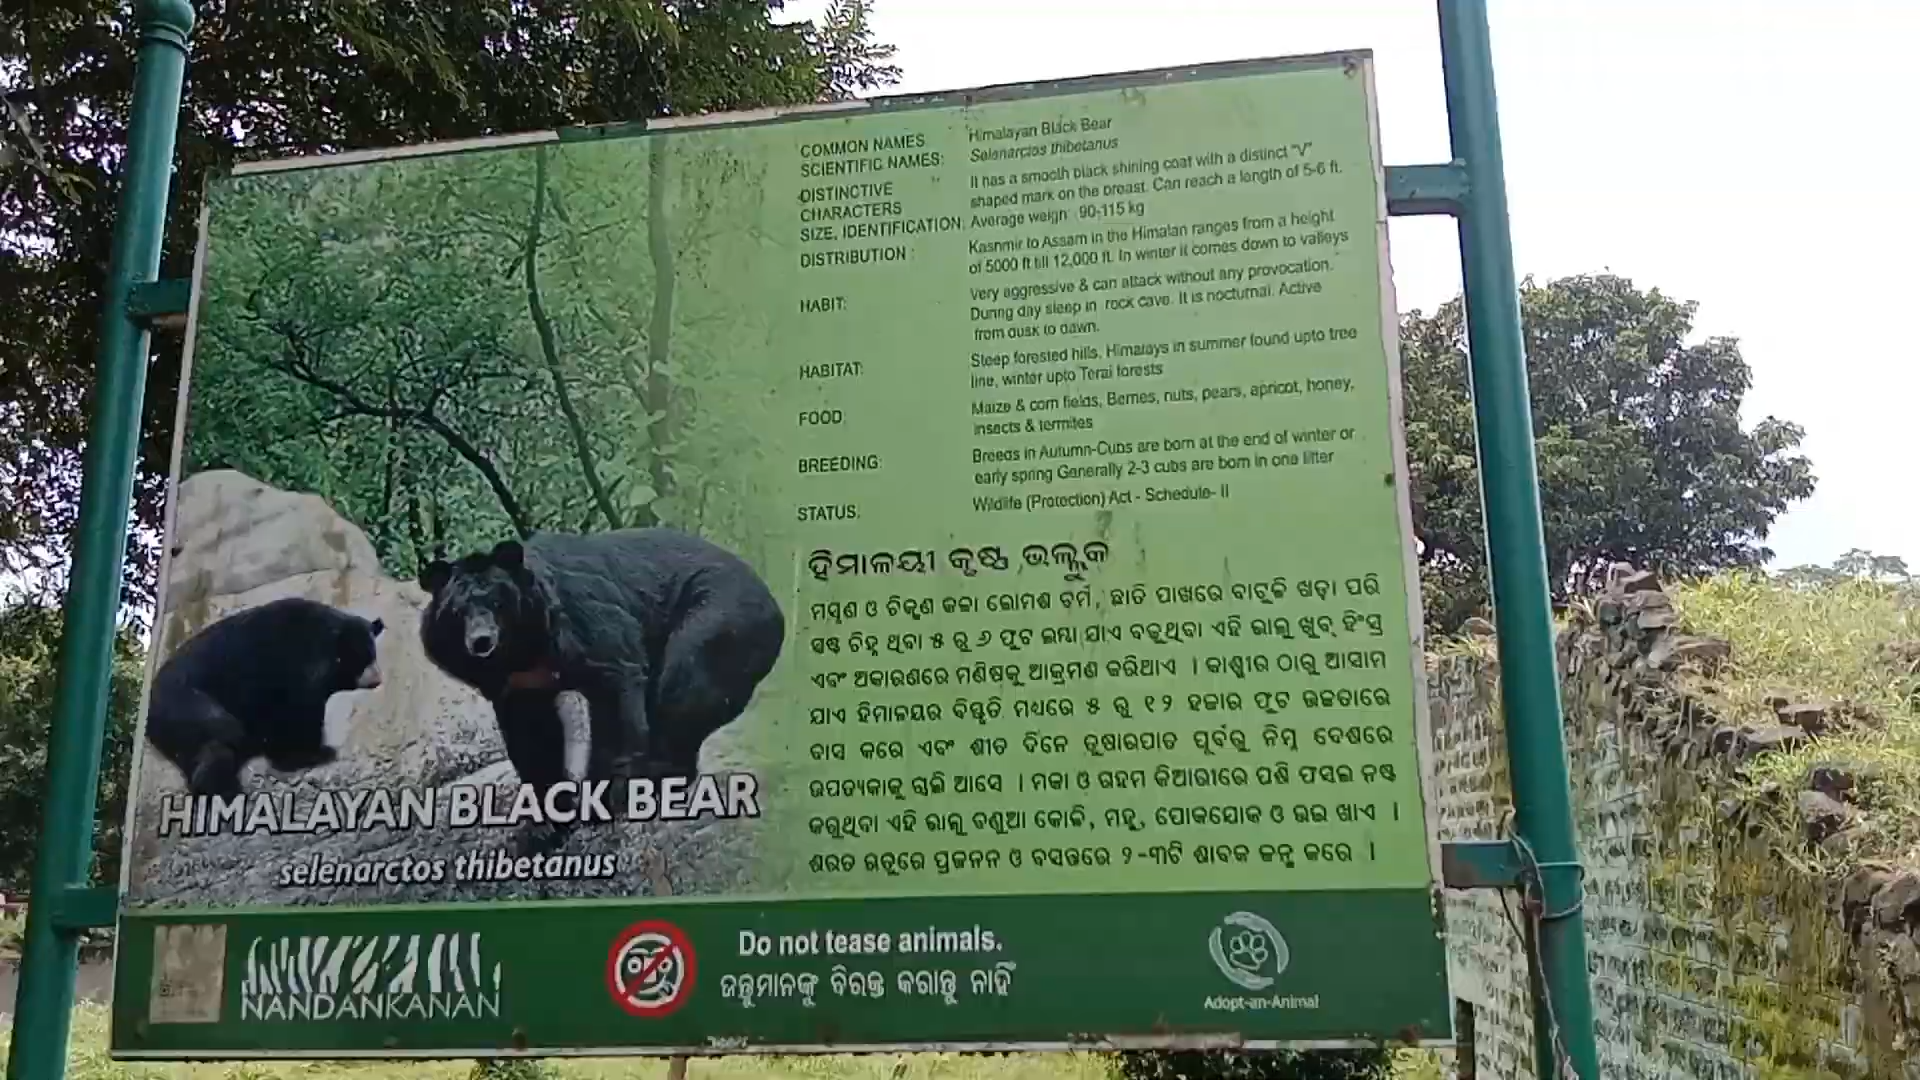 COMMON NAMES Himalayan Black Bear
SCIENTIFIC NAMES: Selenarctos thibetanus
DISTINCTIVE CHARACTERS SIZE, IDENTIFICATION:
It has a smooth black shining coat with a distinct "V"
shaped mark on the breast. Can reach a length of 5-6 ft.
Average weigh 90-115 kg
DISTRIBUTION :
Kashmir to Assam in the Himalan ranges from a height
of 5000 ft till 12,000 ft. In winter it comes down to valleys
HABIT:
Very aggressive & can attack without any provocation.
During day sleep in rock cave. It is nocturnal. Active
from dusk to dawn.
HABITAT:
Steep forested hills. Himalays in summer found upto tree
line, winter upto Terai forests
FOOD:
Maize & corn fields, Berries, nuts, pears, apricot, honey,
insects & termites
BREEDING:
Breeds in Autumn-Cubs are born at the end of winter or
early spring Generally 2-3 cubs are born in one litter
STATUS:
Wildlife (Protection) Act - Schedule- II
ହିମାଳୟୀ କୃଷ୍ଣ ଭଲ୍ଲୁକ
ମସୃଣ ଓ ଚିକ୍କଣ କଳା ଲୋମଶ ଚର୍ମ, ଛାତି ପାଖରେ ବାଟୁଳି ଖଡ଼ା ପରି
ସ୍ପଷ୍ଟ ଚିହ୍ନ ଥିବା ୫ ରୁ ୬ ଫୁଟ ଲମ୍ବା ଯାଏ ବଢୁଥିବା ଏହି ଭାଲୁ ଖୁବ୍ ହିଂସ୍ର
ଏବଂ ଅକାରଣରେ ମଣିଷକୁ ଆକ୍ରମଣ କରିଥାଏ । କାଶ୍ମୀର ଠାରୁ ଆସାମ
ଯାଏ ହିମାଳୟର ବିସ୍ତୃତି ମଧ୍ୟରେ ୫ ରୁ ୧୨ ହଜାର ଫୁଟ ଉଚ୍ଚତାରେ
ବାସ କରେ ଏବଂ ଶୀତ ଦିନେ ତୁଷାରପାତ ପୂର୍ବରୁ ନିମ୍ନ ଦେଶରେ
ଉପତ୍ୟକାକୁ ଚାଲି ଆସେ । ମକା ଓ ଗହମ କିଆରୀରେ ପଶି ଫସଲ ନଷ୍ଟ
କରୁଥିବା ଏହି ଭାଲୁ ବଣୁଆ କୋଳି, ମହୁ, ପୋକଯୋକ ଓ ଉଇ ଖାଏ ।
ଶରତ ଋତୁରେ ପ୍ରଜନନ ଓ ବସନ୍ତରେ ୨-୩ଟି ଶାବକ ଜନ୍ମ କରେ ।
HIMALAYAN BLACK BEAR
selenarctos thibetanus
NANDANKANAN
Do not tease animals.
ଜନ୍ତୁମାନଙ୍କୁ ବିରକ୍ତ କରାନ୍ତୁ ନାହିଁ
Adopt-an-Animal